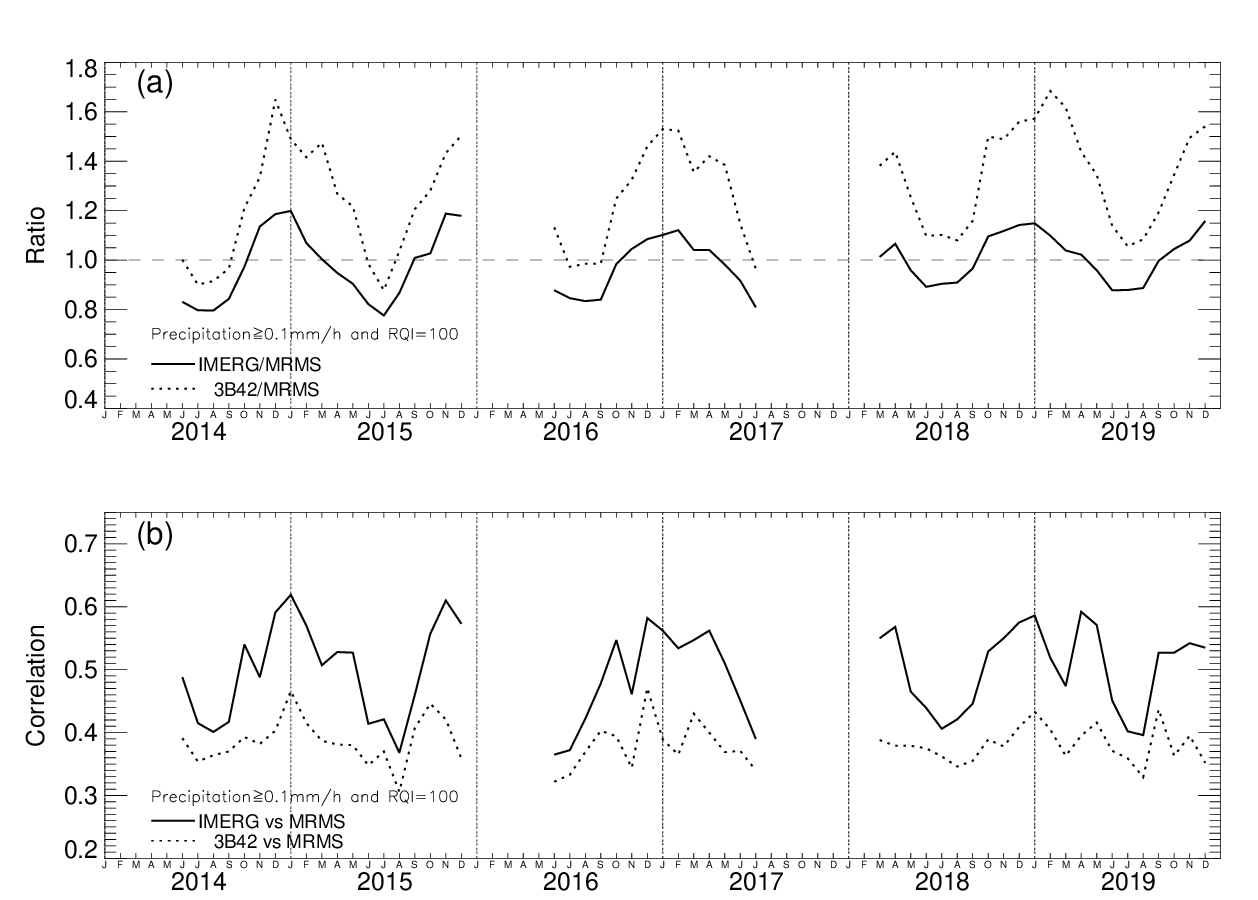 (a)
1.8
1.6
1.4
1.2
1.0
0.8
0.6
0.4
Ratio
Precipitation≧0.1mm/h and RQI=100
IMERG/MRMS
3B42/MRMS
J F M A M J J A S O N D J F M A M J J A S O N D J F M A M J J A S O N D J F M A M J J A S O N D J F M A M J J A S O N D J F M A M J J A S O N D
2014 2015 2016 2017 2018 2019
(b)
0.7
0.6
0.5
0.4
0.3
0.2
Correlation
Precipitation≧0.1mm/h and RQI=100
IMERG vs MRMS
3B42 vs MRMS
J F M A M J J A S O N D J F M A M J J A S O N D J F M A M J J A S O N D J F M A M J J A S O N D J F M A M J J A S O N D J F M A M J J A S O N D
2014 2015 2016 2017 2018 2019